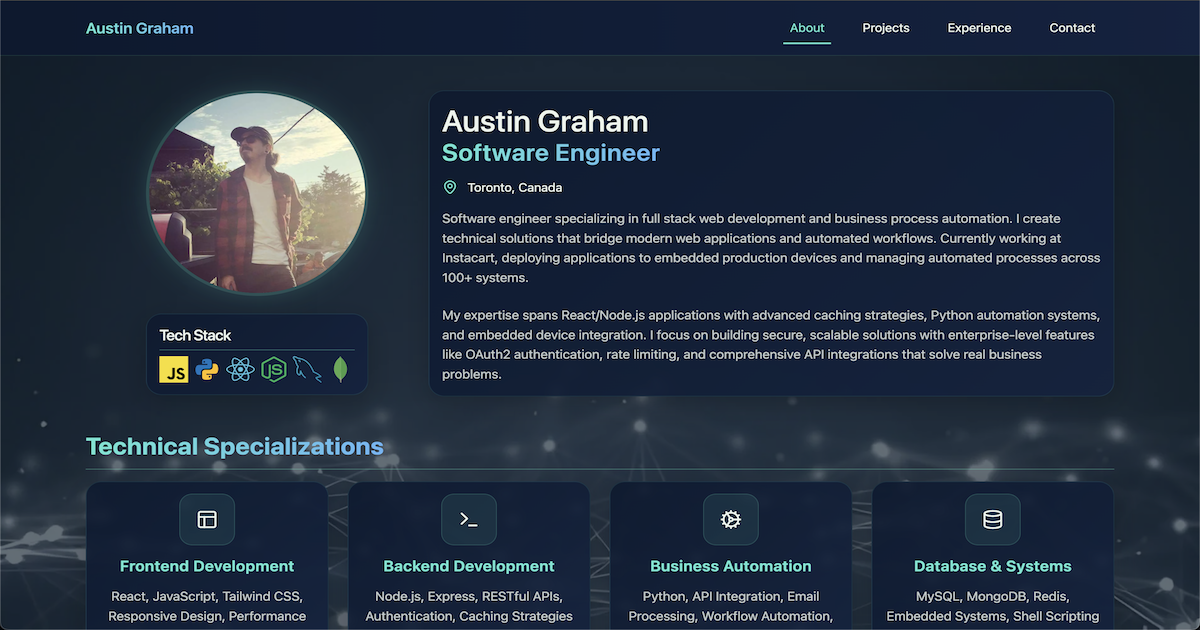 Austin Graham
About Projects Experience Contact
Austin Graham
Software Engineer
Toronto, Canada
Software engineer specializing in full stack web development and business process automation. I create
technical solutions that bridge modern web applications and automated workflows. Currently working at
Instacart, deploying applications to embedded production devices and managing automated processes across
100+ systems.
My expertise spans React/Node.js applications with advanced caching strategies, Python automation systems,
and embedded device integration. I focus on building secure, scalable solutions with enterprise-level features
like OAuth2 authentication, rate limiting, and comprehensive API integrations that solve real business
problems.
Tech Stack
JS JS
Technical Specializations
Frontend Development
React, JavaScript, Tailwind CSS,
Responsive Design, Performance
Backend Development
Node.js, Express, RESTful APIs,
Authentication, Caching Strategies
Business Automation
Python, API Integration, Email
Processing, Workflow Automation,
Database & Systems
MySQL, MongoDB, Redis,
Embedded Systems, Shell Scripting